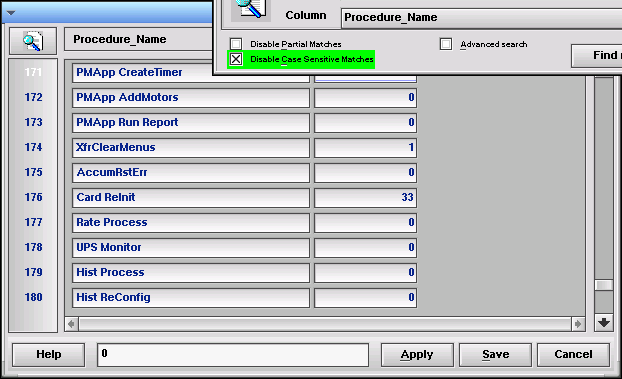 Column Procedure_Name
Procedure_Name
Disable Partial Matches
Advanced search
Disable Case Sensitive Matches
Find
171 PMApp CreateTimer
172 PMApp AddMotors 0
173 PMApp Run Report 0
174 XfrClearMenus 1
175 AccumRstErr 0
176 Card ReInit 33
177 Rate Process 0
178 UPS Monitor 0
179 Hist Process 0
180 Hist ReConfig 0
Help 0 Apply Save Cancel